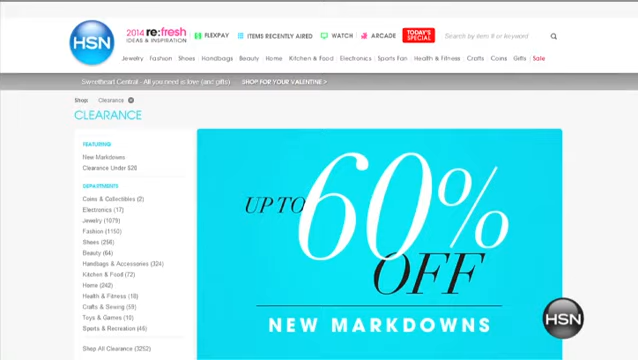 HSN
2014 re:fresh
IDEAS & INSPIRATION
FLEXPAY
ITEMS RECENTLY AIRED
WATCH
ARCADE
TODAY'S SPECIAL
Search by item # or keyword
Jewelry Fashion Shoes Handbags Beauty Home Kitchen & Food Electronics Sports Fan Health & Fitness Crafts Coins Gifts Sale
Sweetheart Central - All you need is love (and gifts) SHOP FOR YOUR VALENTINE >
Shop: Clearance
CLEARANCE
FEATURING
New Markdowns
Clearance Under $20
DEPARTMENTS
Coins & Collectibles (2)
Electronics (17)
Jewelry (1079)
Fashion (1150)
Shoes (268)
Beauty (64)
Handbags & Accessories (324)
Kitchen & Food (72)
Home (242)
Health & Fitness (18)
Crafts & Sewing (59)
Toys & Games (10)
Sports & Recreation (46)
Shop All Clearance (3252)
UP TO
60%
OFF
NEW MARKDOWNS
HSN